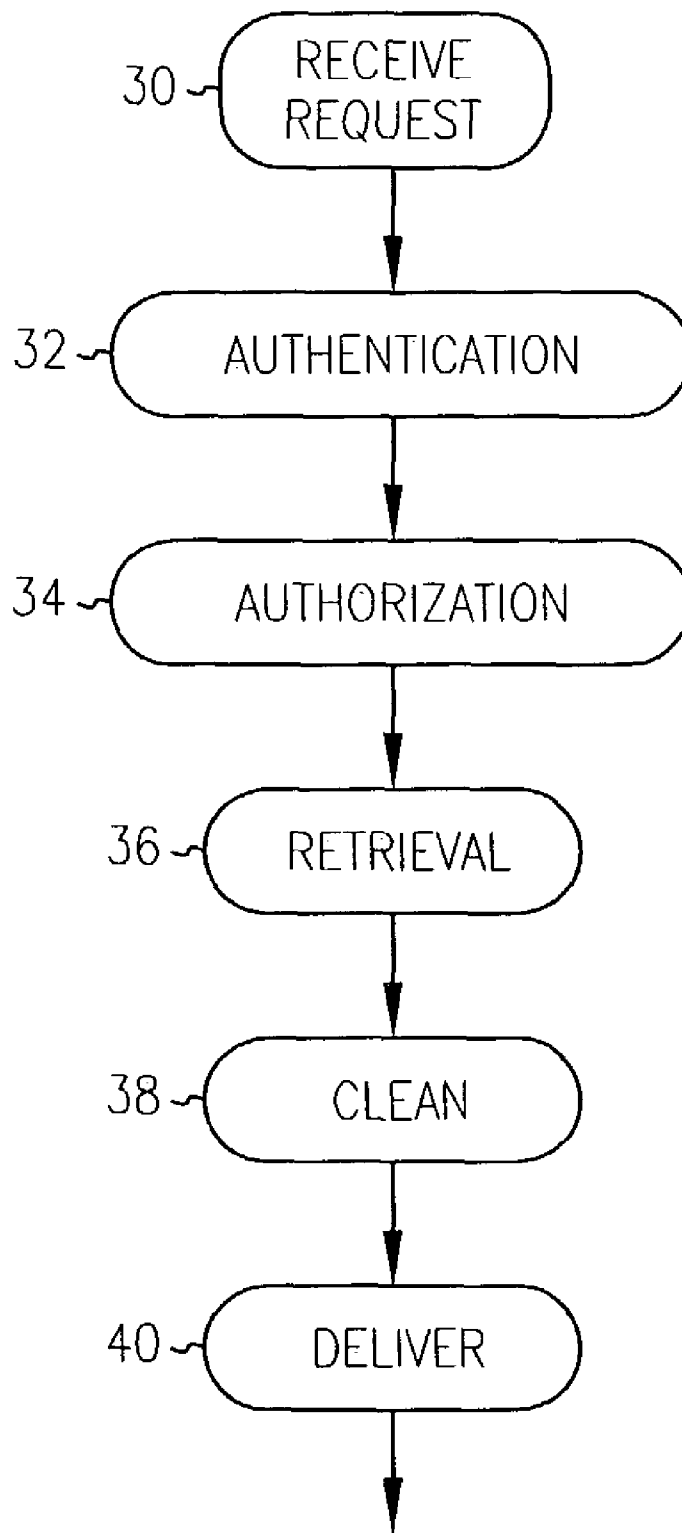 30 RECEIVE
REQUEST
32 AUTHENTICATION
34 AUTHORIZATION
36 RETRIEVAL
38 CLEAN
40 DELIVER